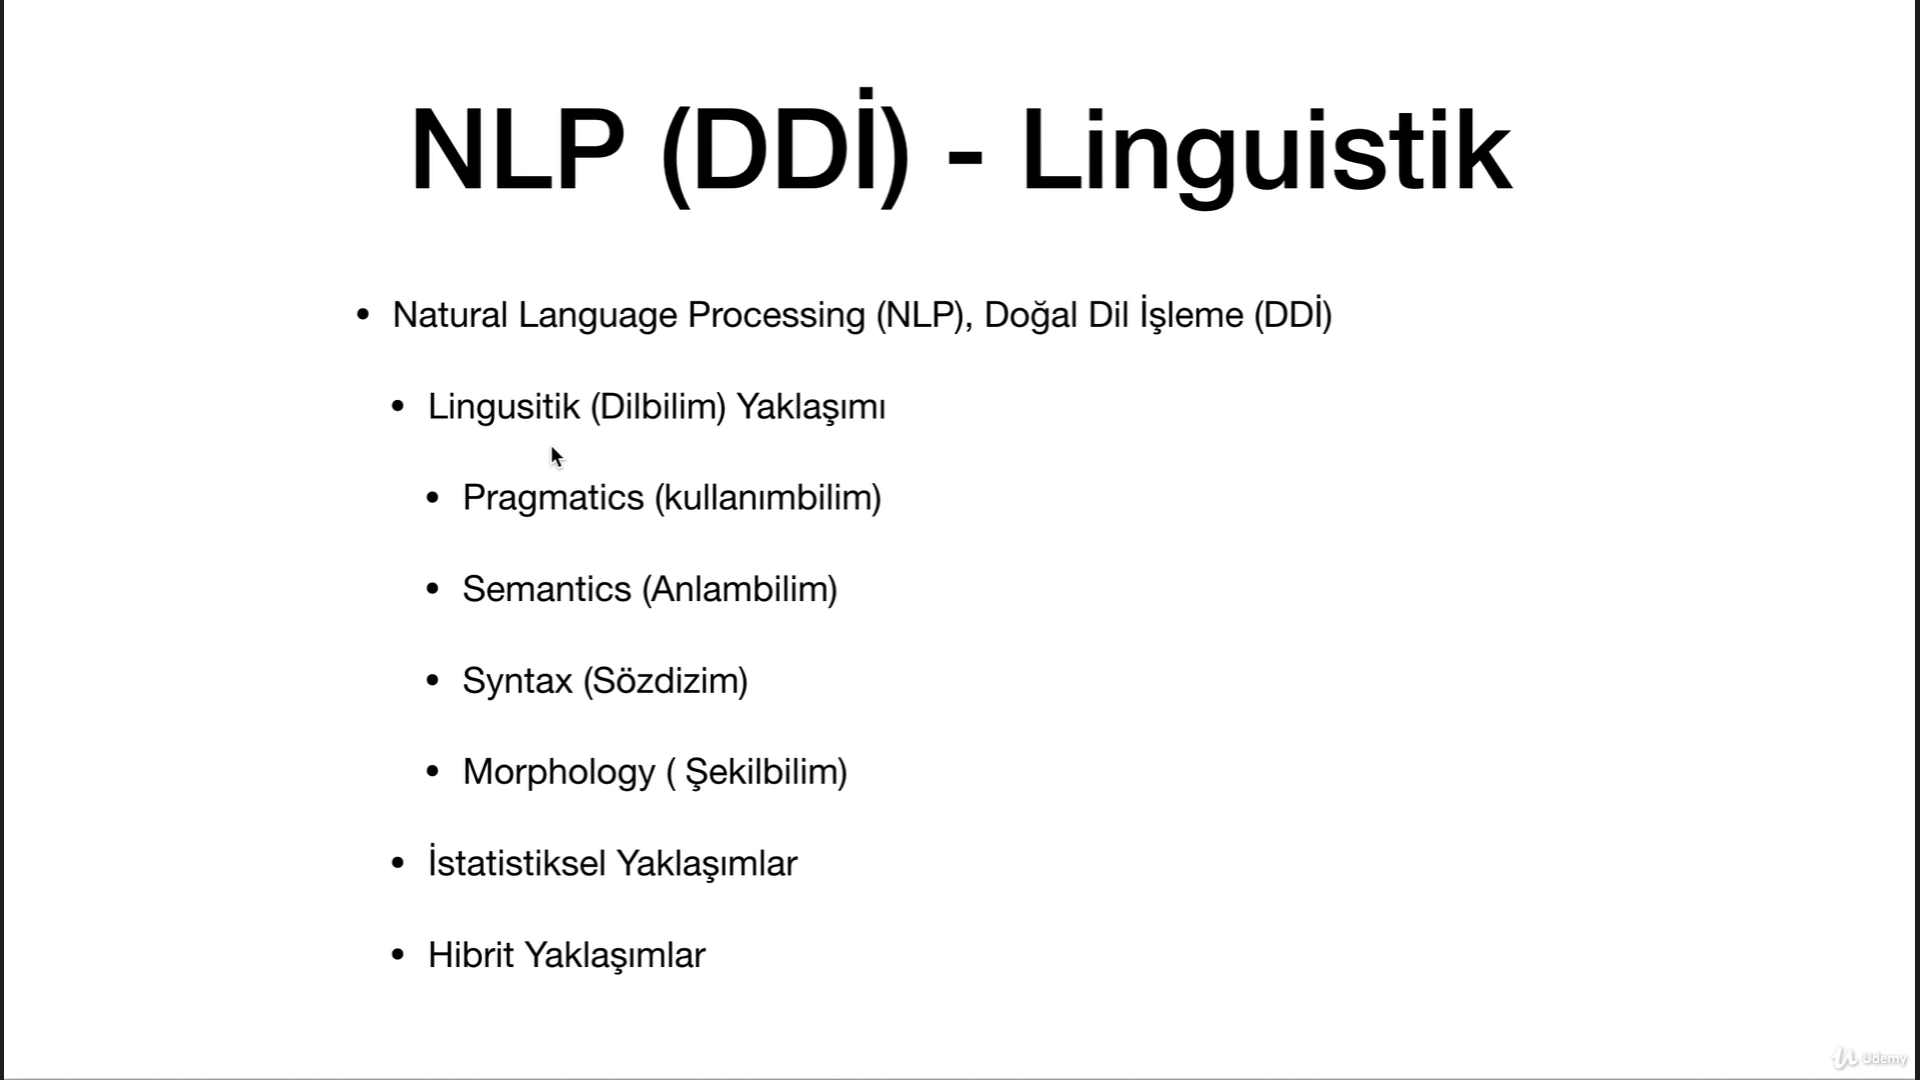 NLP (DDİ) - Linguistik
• Natural Language Processing (NLP), Doğal Dil İşleme (DDİ)
• Lingusitik (Dilbilim) Yaklaşımı
• Pragmatics (kullanımbilim)
• Semantics (Anlambilim)
• Syntax (Sözdizim)
• Morphology ( Şekilbilim)
• İstatistiksel Yaklaşımlar
• Hibrit Yaklaşımlar
Udemy